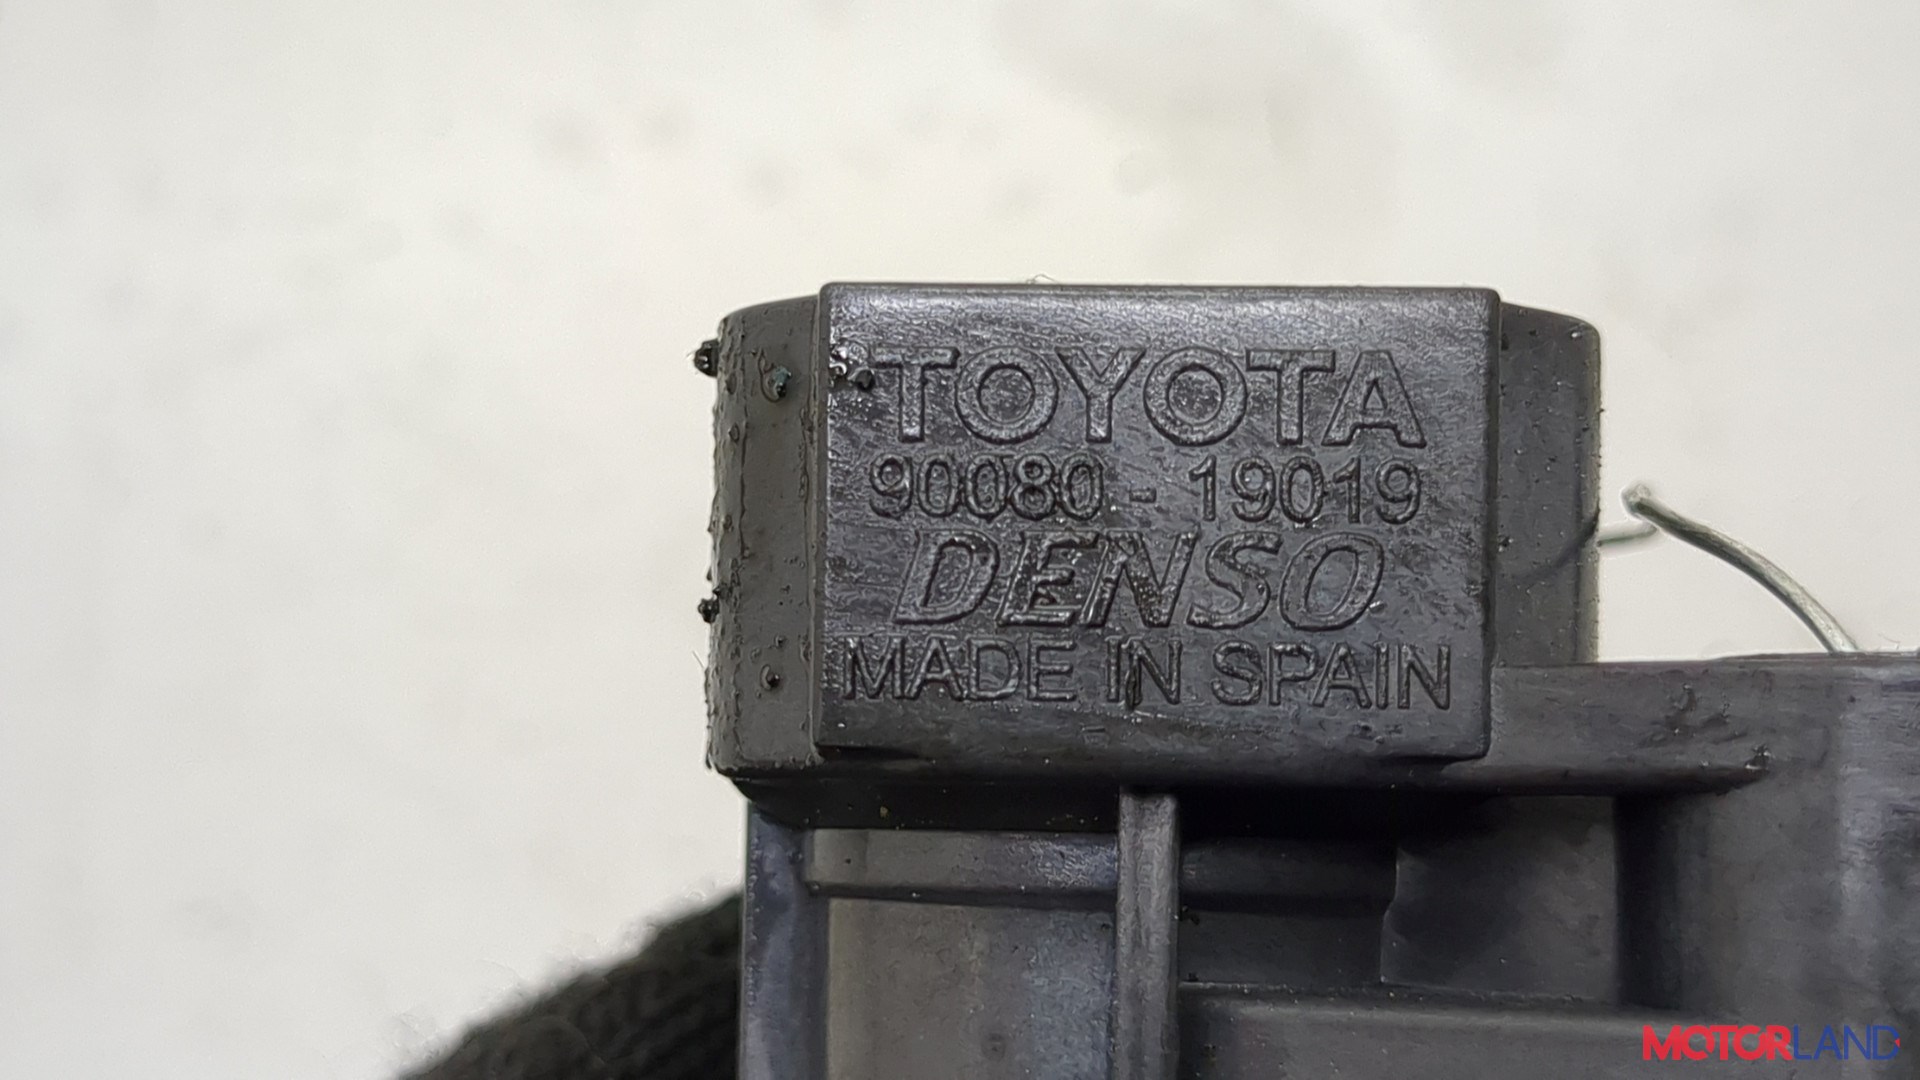 TOYOTA
90080-19019
DENSO
MADE IN SPAIN
MOTORLAND